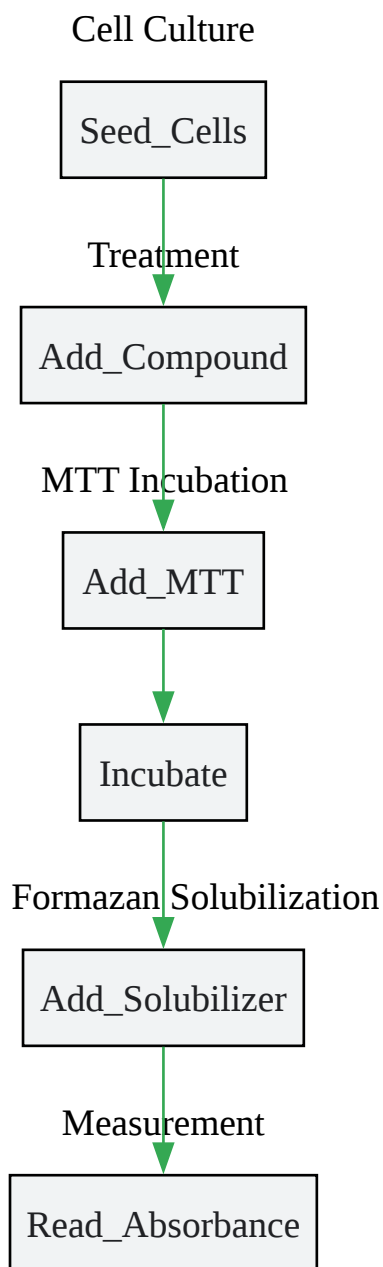 Cell Culture
Seed_Cells
Treatment
Add_Compound
MTT Incubation
Add_MTT
Incubate
Formazan Solubilization
Add_Solubilizer
Measurement
Read_Absorbance